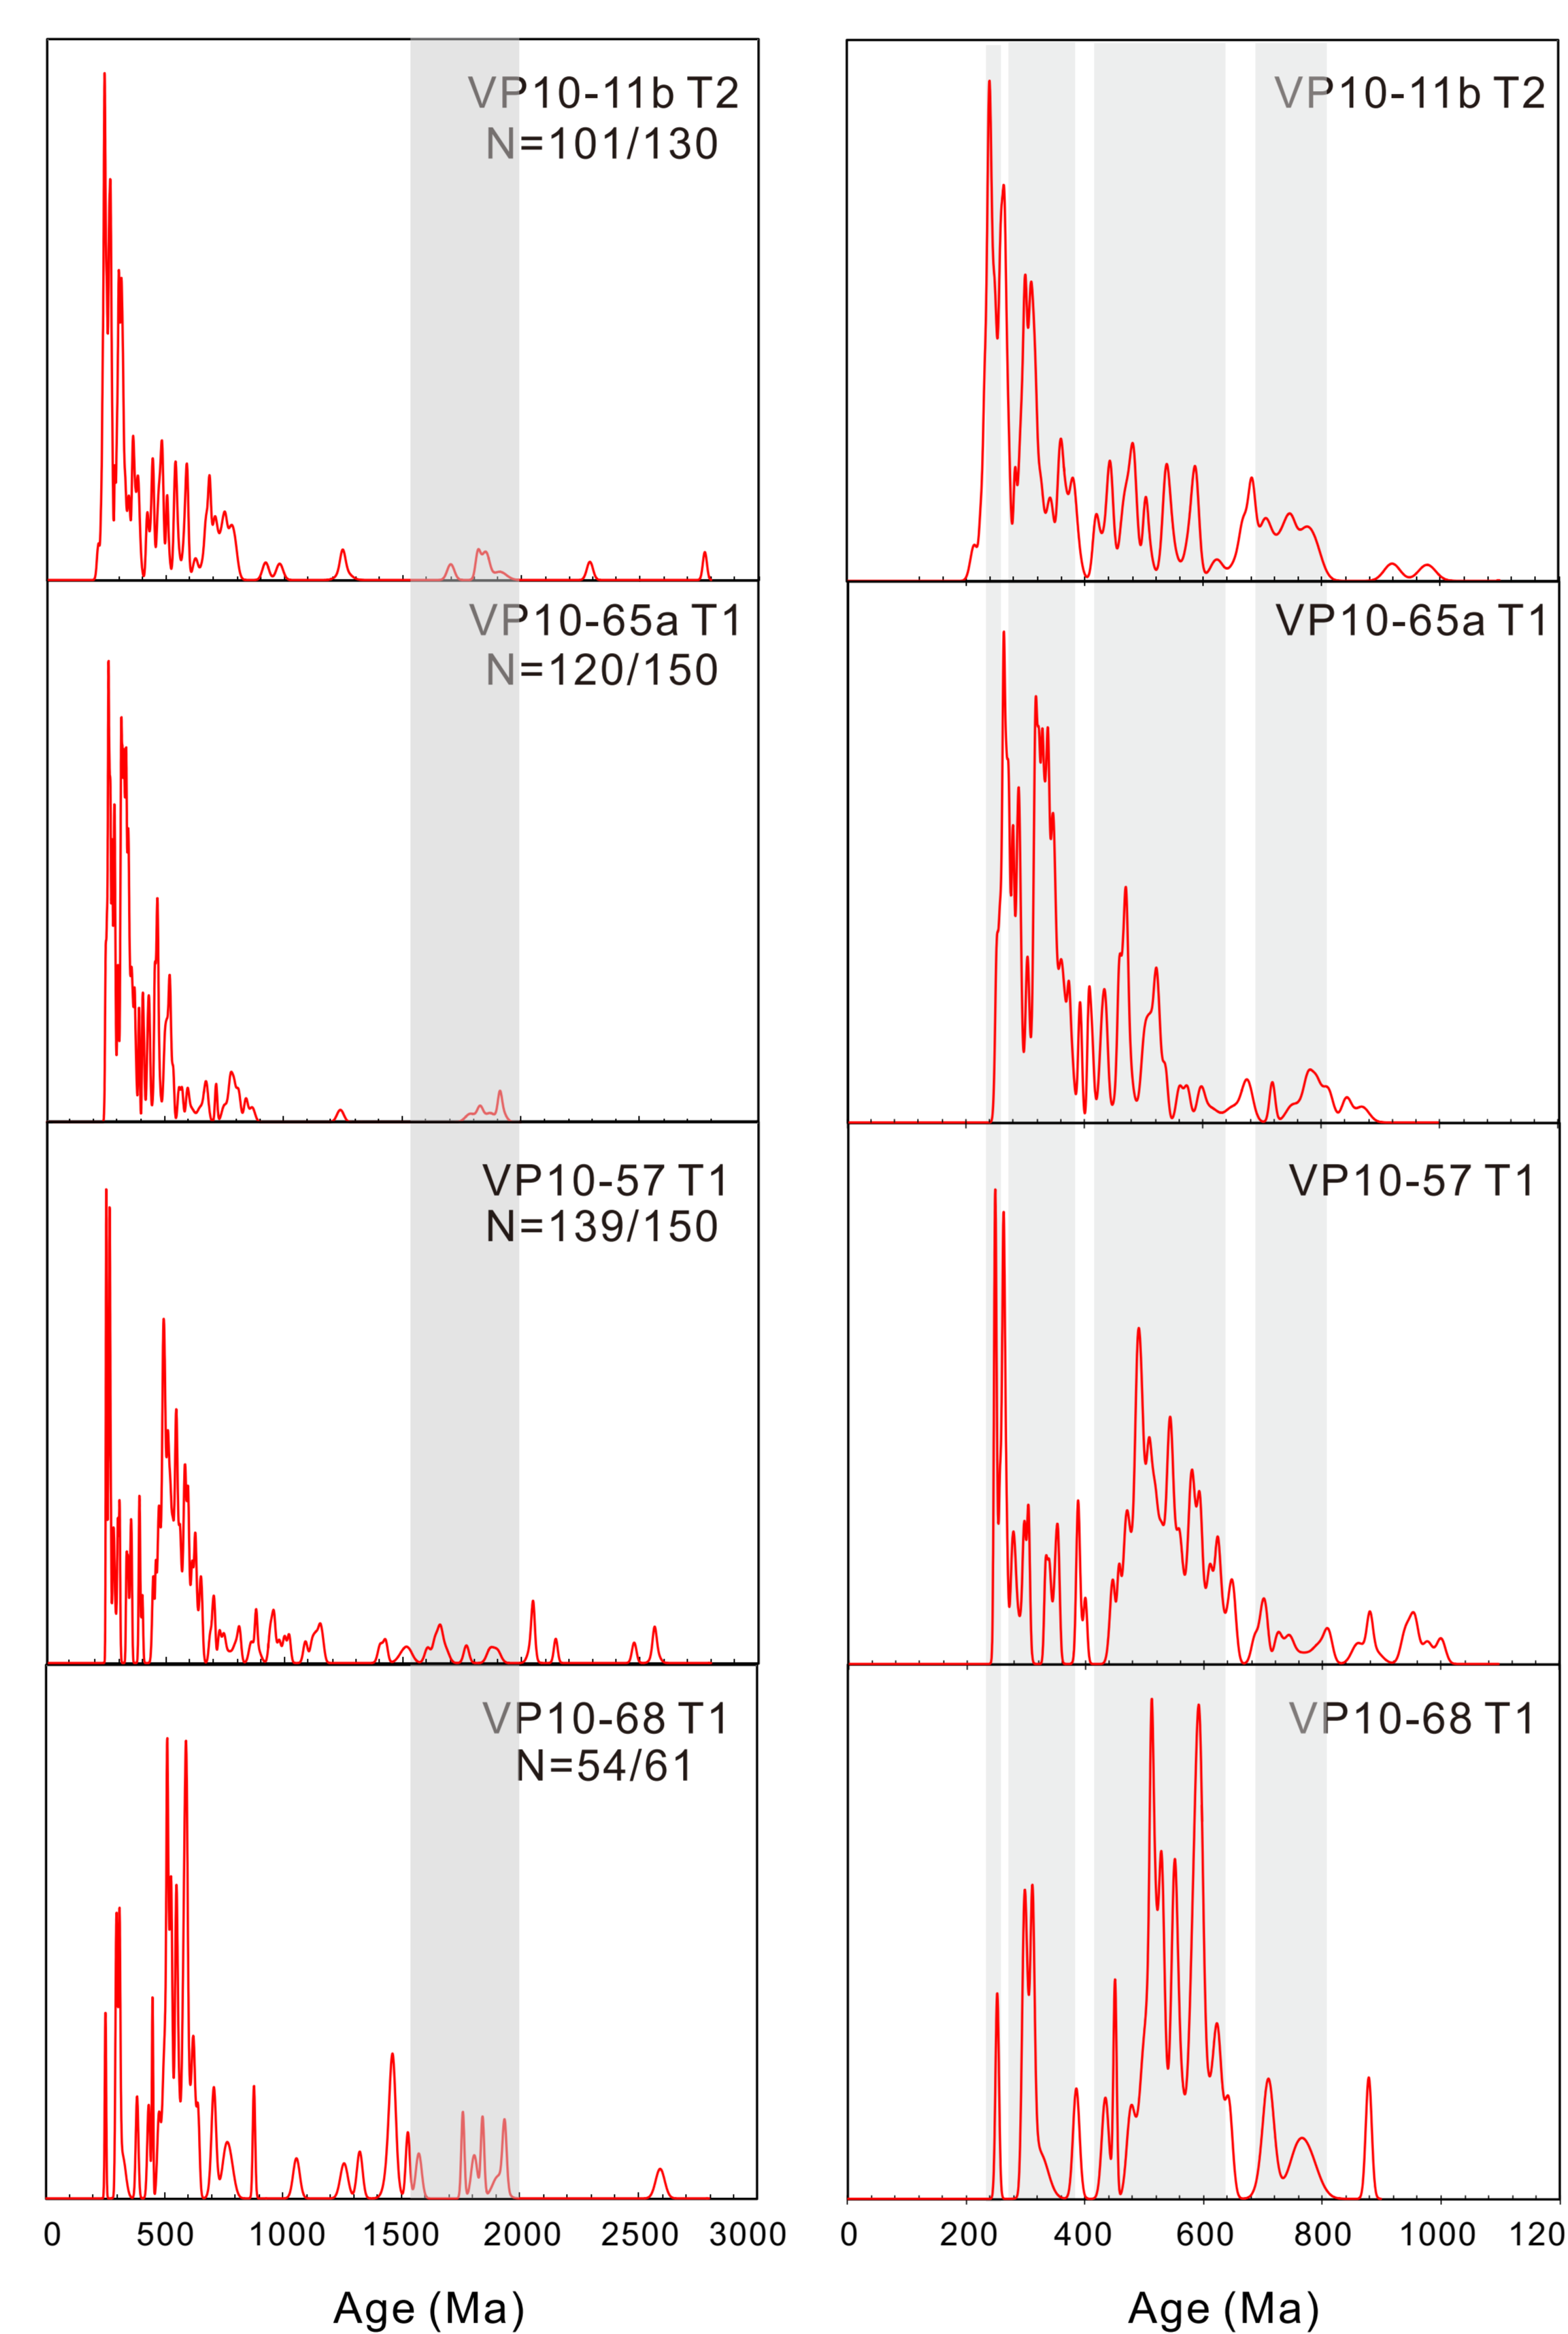 VP10-11b T2
N=101/130
VP10-11b T2
VP10-65a T1
N=120/150
VP10-65a T1
VP10-57 T1
N=139/150
VP10-57 T1
VP10-68 T1
N=54/61
VP10-68 T1
0 500 1000 1500 2000 2500 3000
0 200 400 600 800 1000 120
Age (Ma)
Age (Ma)